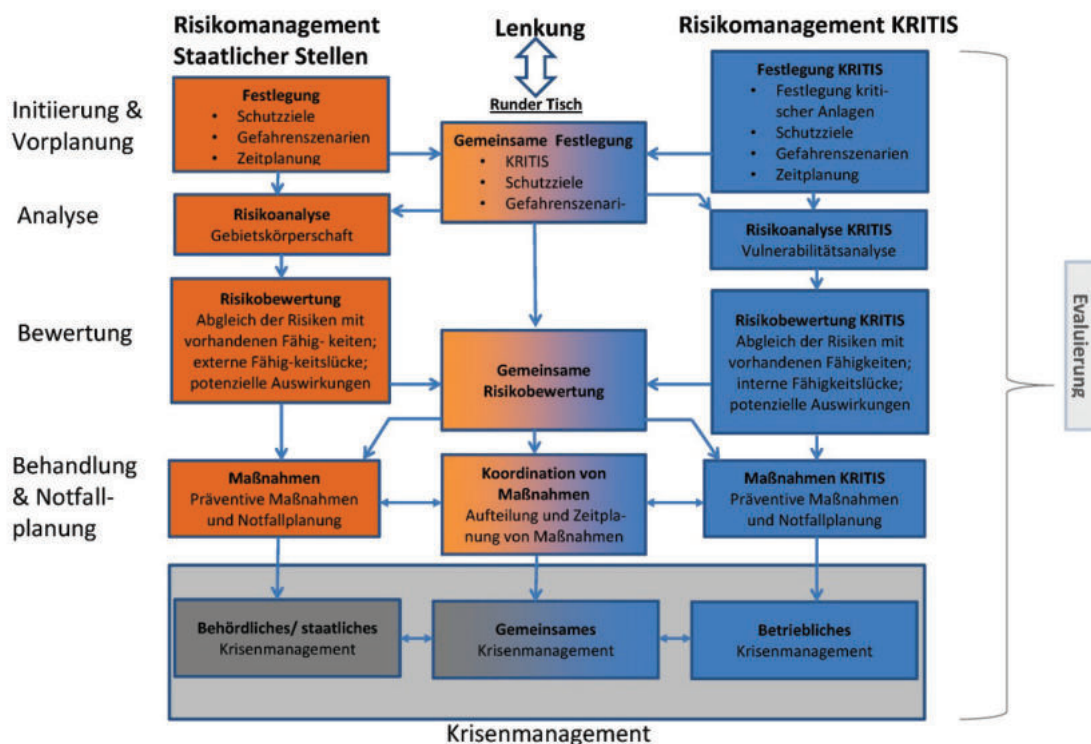 Risikomanagement
Staatlicher Stellen
Lenkung
Risikomanagement KRITIS
Runder Tisch
Initiierung &
Vorplanung
Festlegung
• Schutzziele
• Gefahrenszenarien
• Zeitplanung
Gemeinsame Festlegung
• KRITIS
• Schutzziele
• Gefahrenszenari-
Festlegung KRITIS
• Festlegung kriti-
scher Anlagen
• Schutzziele
• Gefahrenszenarien
• Zeitplanung
Analyse
Risikoanalyse
Gebietskörperschaft
Risikoanalyse KRITIS
Vulnerabilitätsanalyse
Bewertung
Risikobewertung
Abgleich der Risiken mit
vorhandenen Fähig- keiten;
externe Fähig-keitslücke;
potenzielle Auswirkungen
Gemeinsame
Risikobewertung
Risikobewertung KRITIS
Abgleich der Risiken mit
vorhandenen Fähigkeiten;
interne Fähigkeitslücke;
potenzielle Auswirkungen
Behandlung
& Notfall-
planung
Maßnahmen
Präventive Maßnahmen
und Notfallplanung
Koordination von
Maßnahmen
Aufteilung und Zeitpla-
nung von Maßnahmen
Maßnahmen KRITIS
Präventive Maßnahmen
und Notfallplanung
Behördliches/ staatliches
Krisenmanagement
Gemeinsames
Krisenmanagement
Betriebliches
Krisenmanagement
Krisenmanagement
Evaluierung